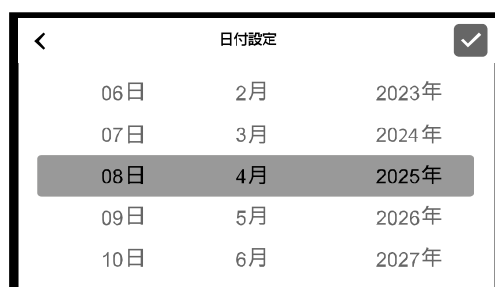 日付設定
06日 2月 2023年
07日 3月 2024年
08日 4月 2025年
09日 5月 2026年
10日 6月 2027年